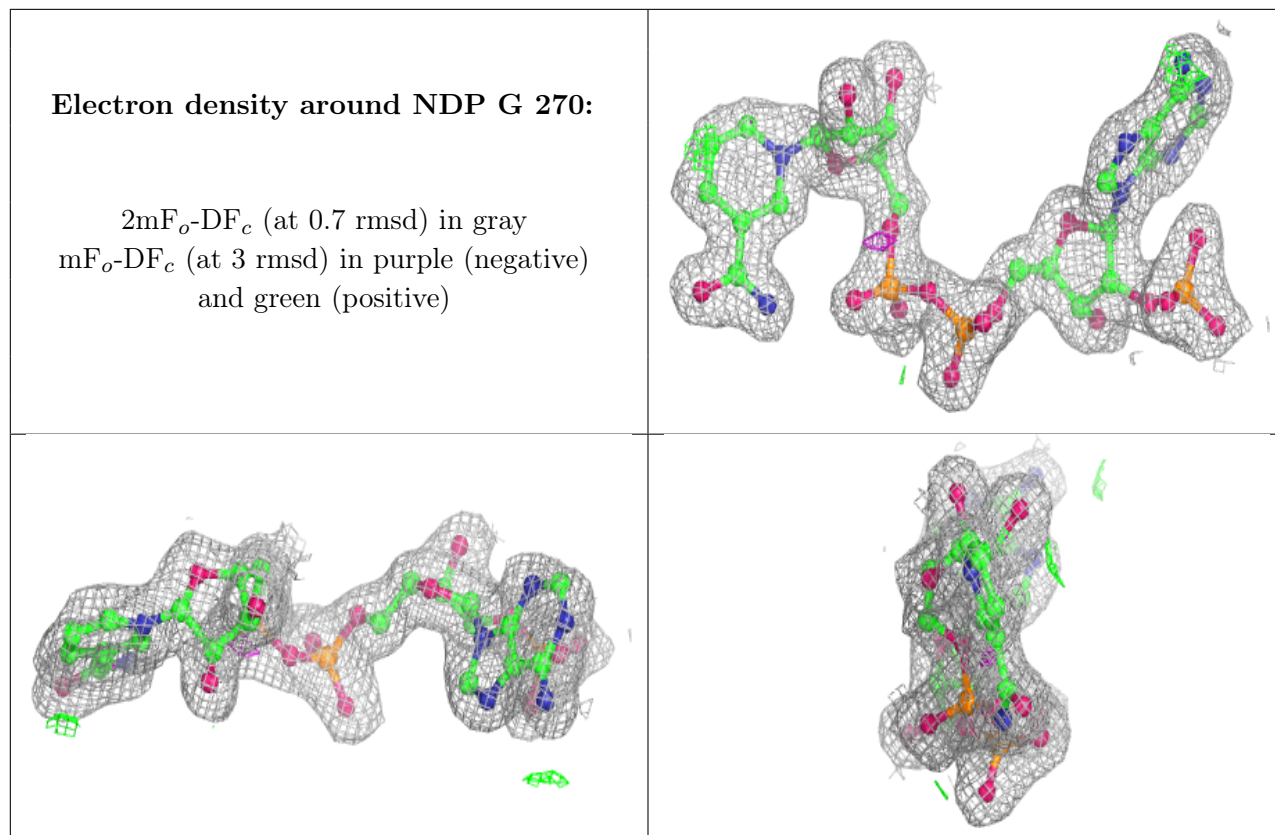 Electron density around NDP G 270:
2mFo-DFc (at 0.7 rmsd) in gray
mFo-DFc (at 3 rmsd) in purple (negative)
and green (positive)